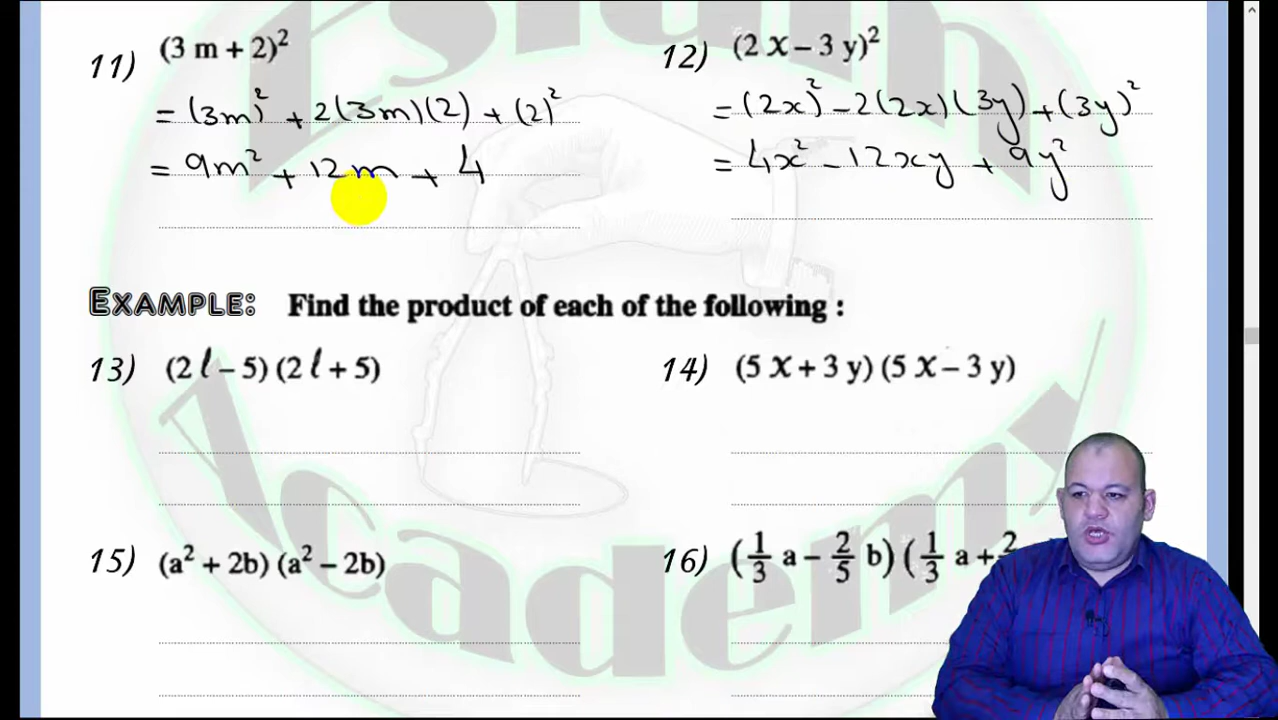 11) (3 m + 2)²
= (3m)² + 2(3m)(2) + (2)²
= 9m² + 12m + 4
12) (2 x – 3 y)²
= (2x)² – 2(2x)(3y) + (3y)²
= 4x² – 12xy + 9y²
EXAMPLE: Find the product of each of the following :
13) (2 l – 5) (2 l + 5)
14) (5 x + 3 y) (5 x – 3 y)
15) (a² + 2b) (a² – 2b)
16) (1/3 a – 2/5 b) (1/3 a + 2
Academy